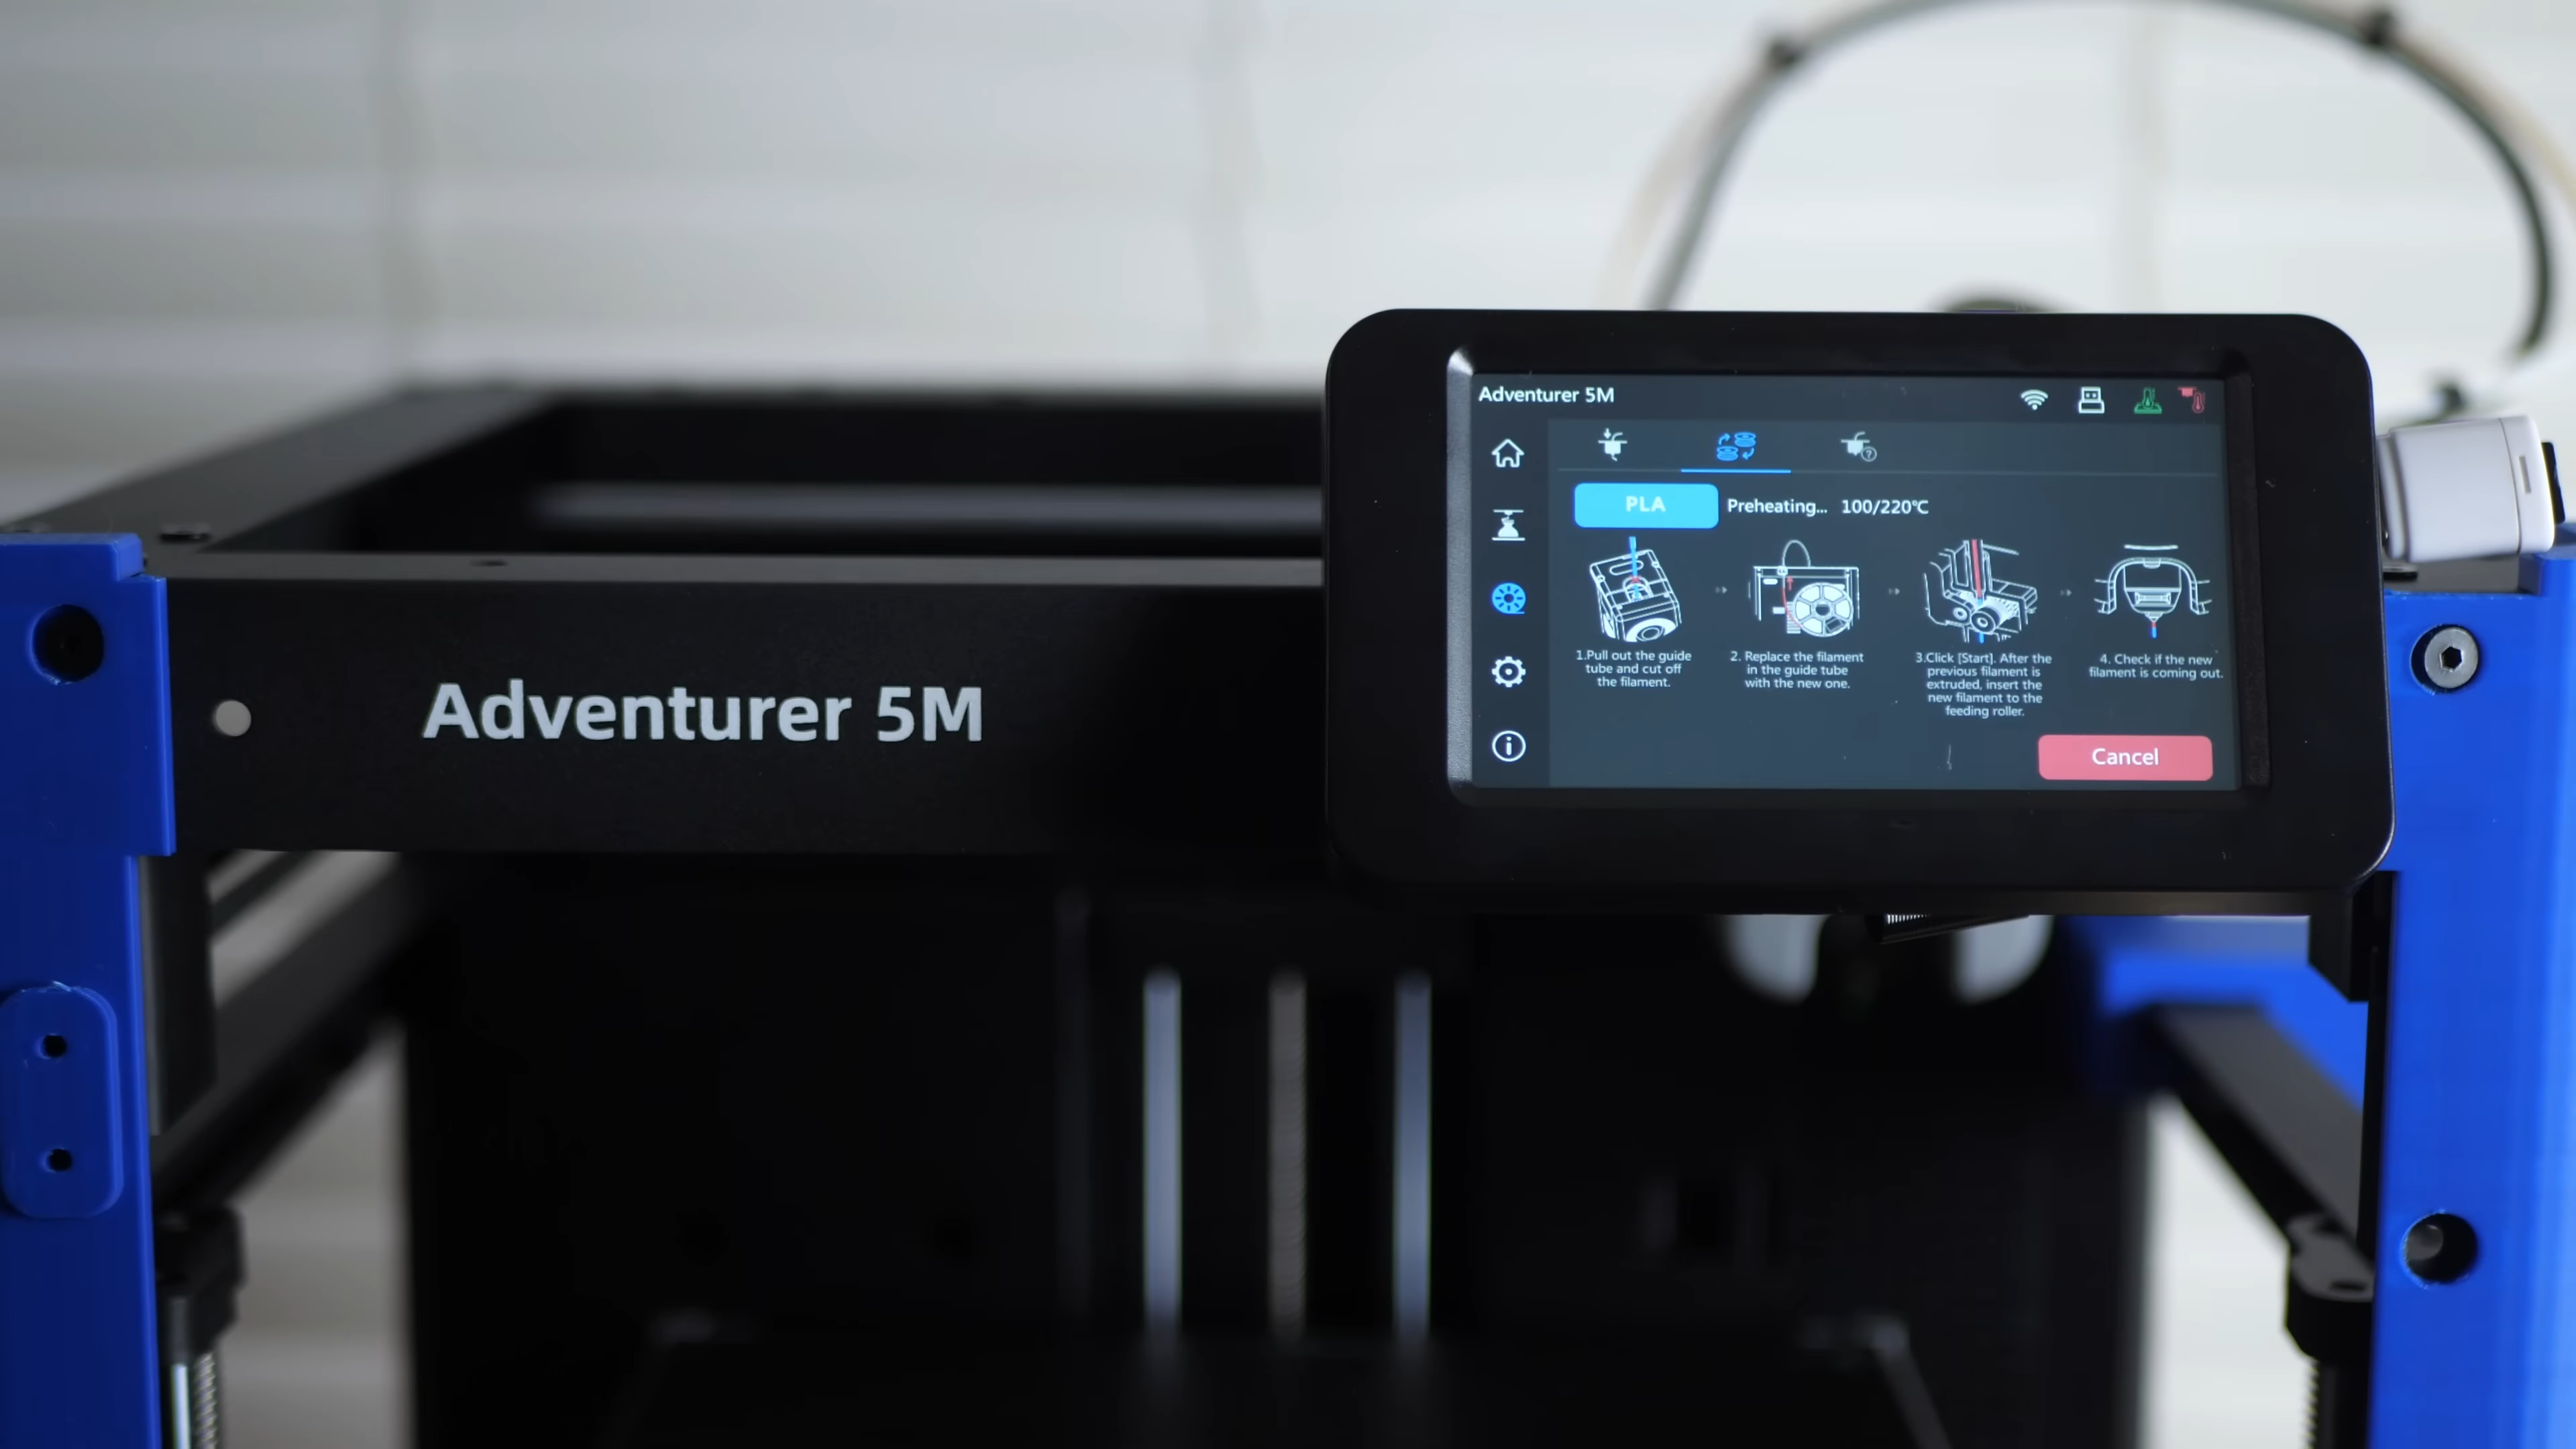 Adventurer 5M
PLA
Preheating... 100/220℃
1.Pull out the guide
tube and cut off
the filament.
2. Replace the filament
in the guide tube
with the new one.
3.Click [Start]. After the
previous filament is
extruded, insert the
new filament to the
feeding roller.
4. Check if the new
filament is coming out.
Cancel
Adventurer 5M